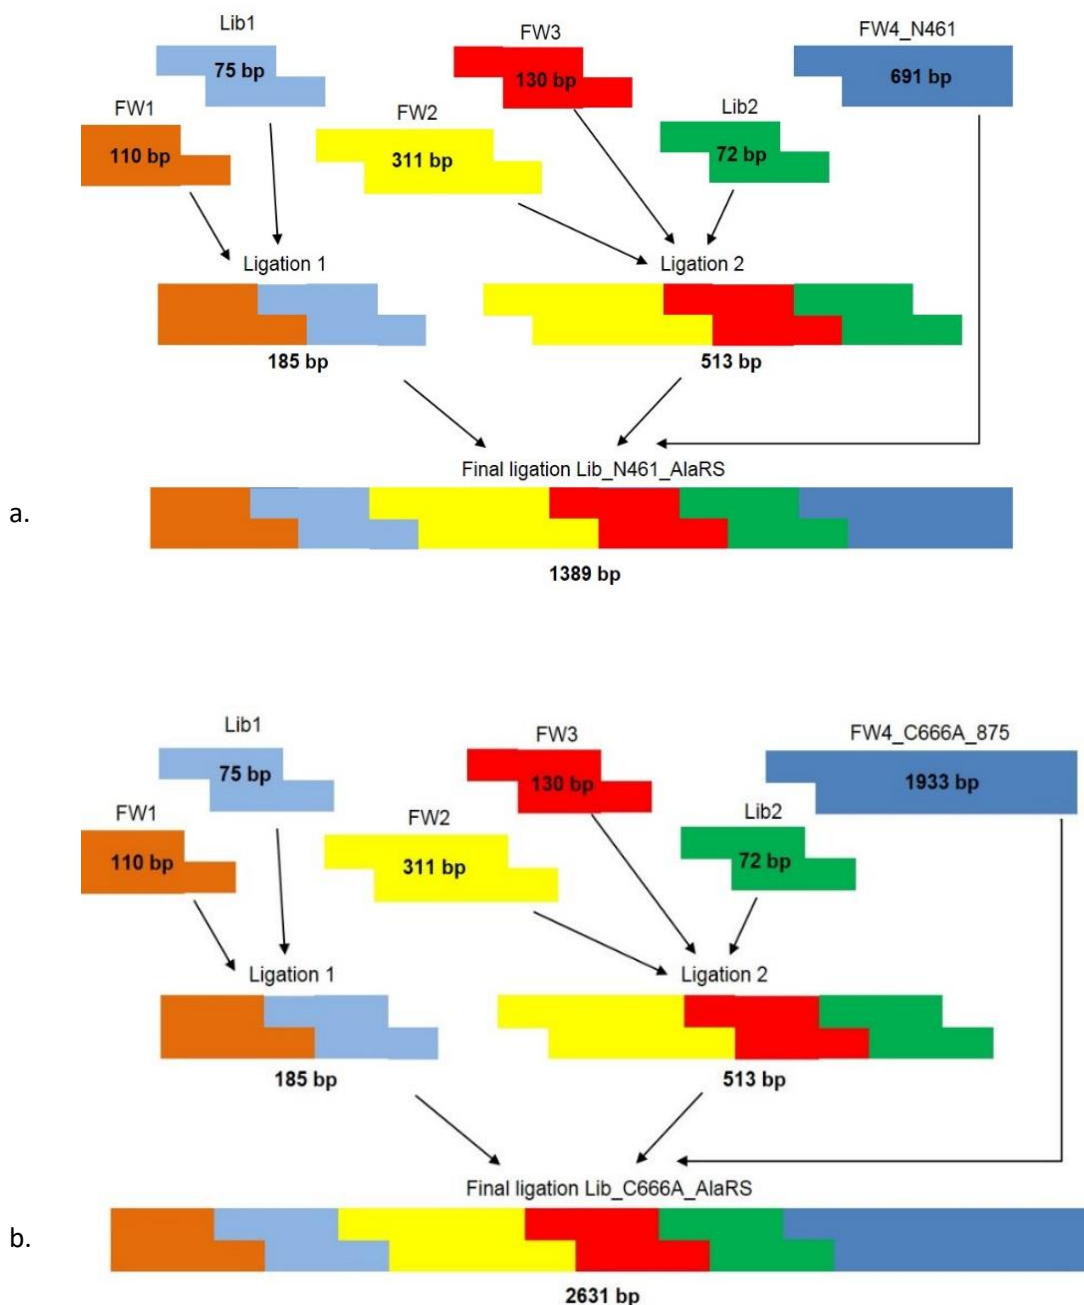 Lib1
75 bp
FW1
110 bp
FW2
311 bp
FW3
130 bp
Lib2
72 bp
FW4_N461
691 bp
Ligation 1
185 bp
Ligation 2
513 bp
Final ligation Lib_N461_AlaRS
a.
1389 bp
Lib1
75 bp
FW1
110 bp
FW2
311 bp
FW3
130 bp
Lib2
72 bp
FW4_C666A_875
1933 bp
Ligation 1
185 bp
Ligation 2
513 bp
Final ligation Lib_C666A_AlaRS
b.
2631 bp